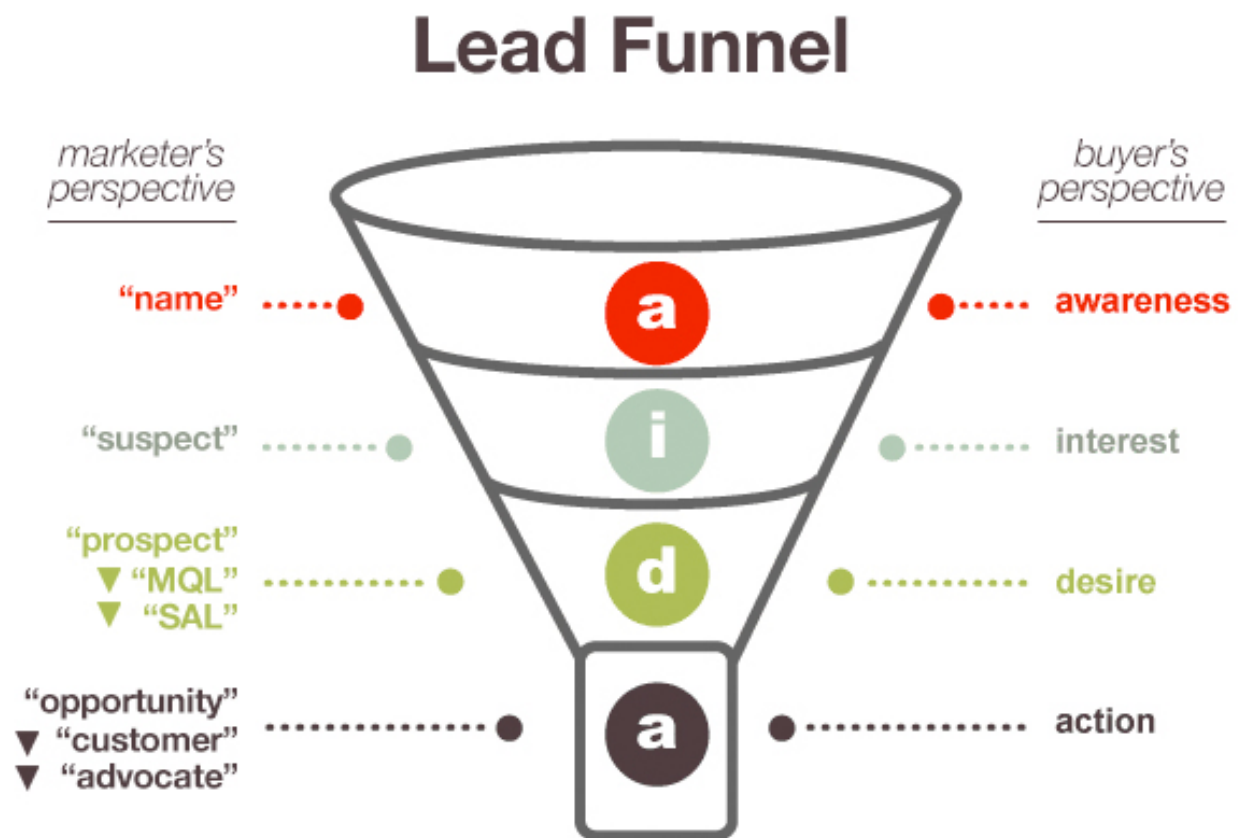 Lead Funnel
marketer’s
perspective
buyer’s
perspective
“name”
a
awareness
“suspect”
i
interest
“prospect”
▼ “MQL”
▼ “SAL”
d
desire
“opportunity”
▼ “customer”
▼ “advocate”
a
action